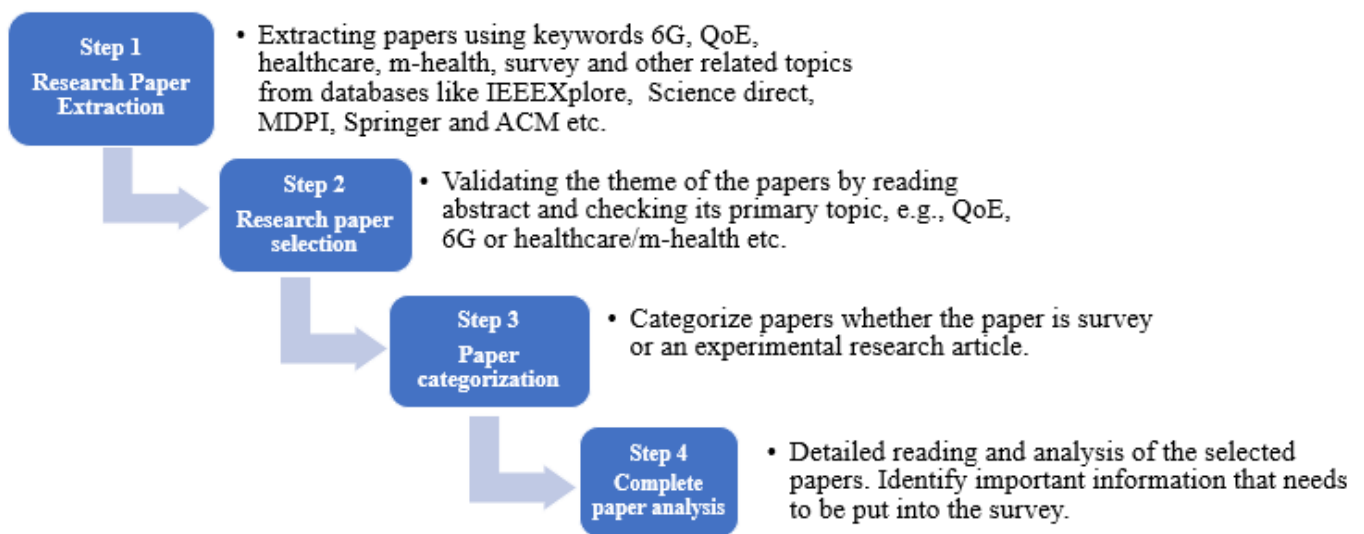 Step 1
Research Paper
Extraction
• Extracting papers using keywords 6G, QoE,
healthcare, m-health, survey and other related topics
from databases like IEEEXplore, Science direct,
MDPI, Springer and ACM etc.
Step 2
Research paper
selection
• Validating the theme of the papers by reading
abstract and checking its primary topic, e.g., QoE,
6G or healthcare/m-health etc.
Step 3
Paper
categorization
• Categorize papers whether the paper is survey
or an experimental research article.
Step 4
Complete
paper analysis
• Detailed reading and analysis of the selected
papers. Identify important information that needs
to be put into the survey.